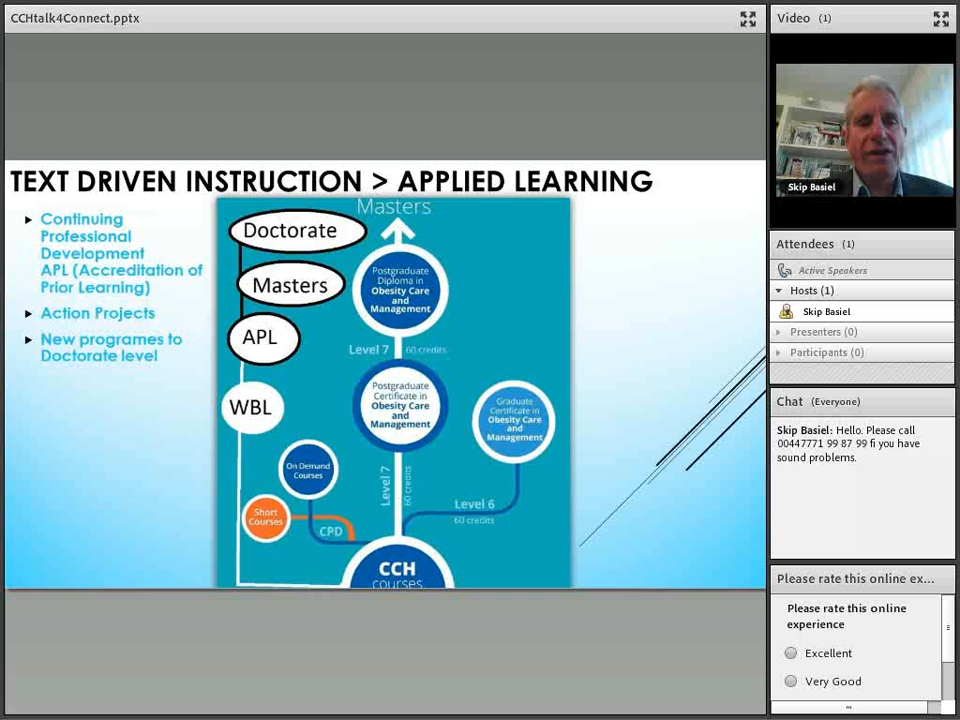 CCHtalk4Connect.pptx
TEXT DRIVEN INSTRUCTION > APPLIED LEARNING
Continuing
Professional
Development
APL (Accreditation of
Prior Learning)
Action Projects
New programes to
Doctorate level
Masters
Doctorate
Masters
APL
WBL
Postgraduate
Diploma in
Obesity Care
and
Management
Level 7
60 credits
Postgraduate
Certificate in
Obesity Care
and
Management
Graduate
Certificate in
Obesity Care
and
Management
On Demand
Courses
Short
Courses
CPD
Level 7
60 credits
Level 6
60 credits
CCH
courses
Video (1)
Skip Basiel
Attendees (1)
Active Speakers
Hosts (1)
Skip Basiel
Presenters (0)
Participants (0)
Chat (Everyone)
Skip Basiel: Hello. Please call
00447771 99 87 99 fi you have
sound problems.
Please rate this online ex...
Please rate this online
experience
Excellent
Very Good